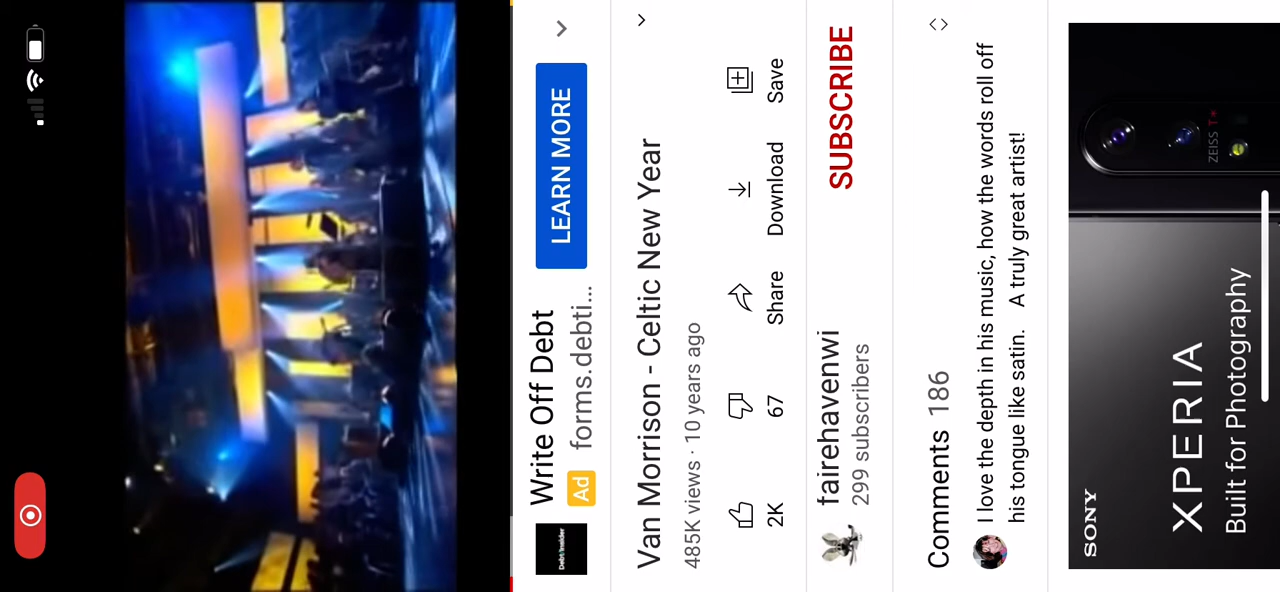 Debt Insider
Write Off Debt
Ad forms.debti...
LEARN MORE
Van Morrison - Celtic New Year
485K views · 10 years ago
2K
67
Share
Download
Save
fairehavenwi
299 subscribers
SUBSCRIBE
Comments 186
I love the depth in his music, how the words roll off
his tongue like satin. A truly great artist!
SONY
XPERIA
Built for Photography
ZEISS T*